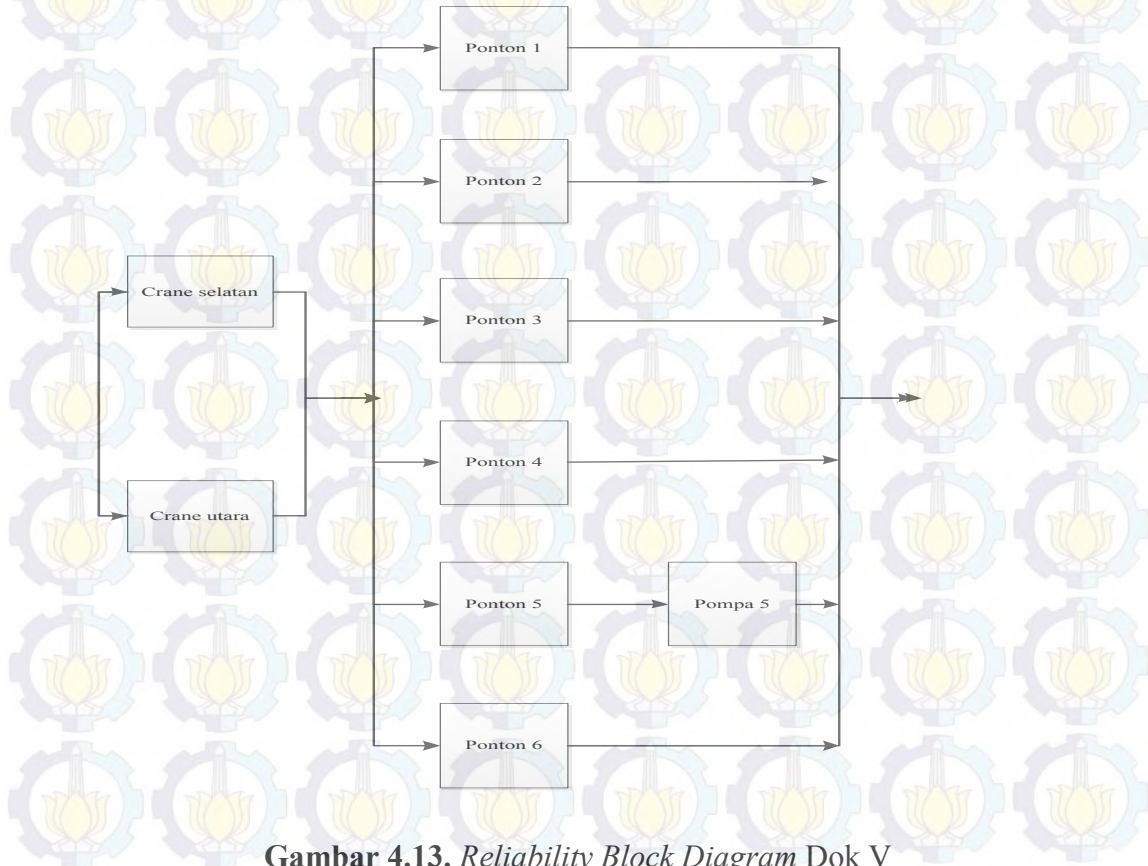 Ponton 1
Ponton 2
Crane selatan
Ponton 3
Ponton 4
Crane utara
Ponton 5
Pompa 5
Ponton 6
Gambar 4.13. Reliability Block Diagram Dok V